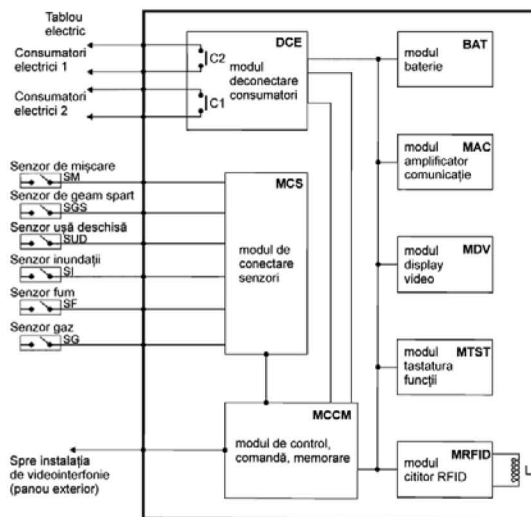 Tablou
electric
Consumatori
electrici 1
Consumatori
electrici 2
C2
C1
DCE
modul
deconectare
consumatori
BAT
modul
baterie
MAC
modul
amplificator
comunicație
MDV
modul
display
video
MTST
modul
tastatura
funcții
MRFID
modul
cititor RFID
L
Senzor de mișcare
SM
Senzor de geam spart
SGS
Senzor ușă deschisă
SUD
Senzor inundații
SI
Senzor fum
SF
Senzor gaz
SG
MCS
modul de
conectare
senzori
MCCM
modul de control,
comandă, memorare
Spre instalația
de videointerfonie
(panou exterior)